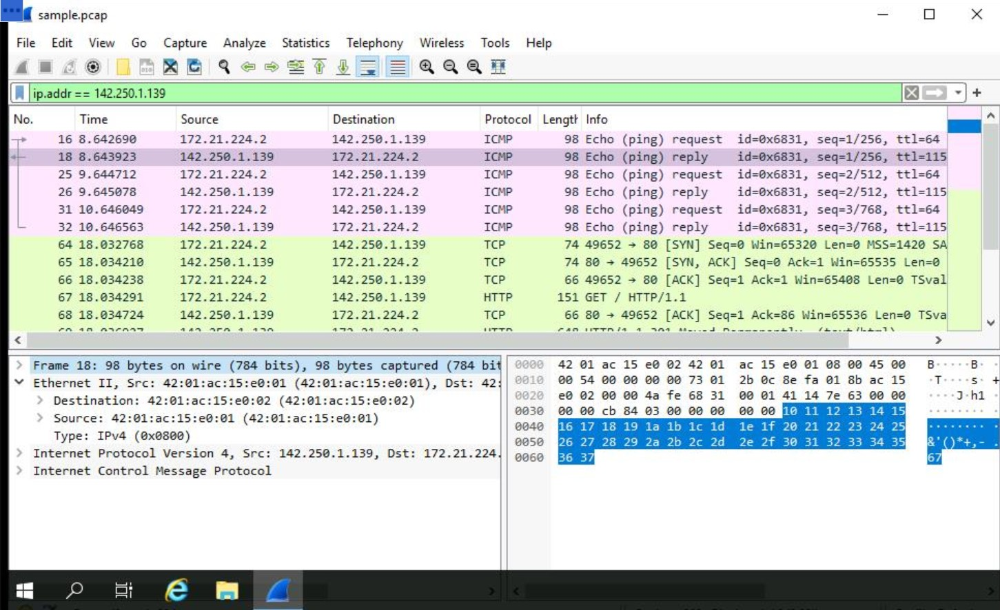 sample.pcap
File Edit View Go Capture Analyze Statistics Telephony Wireless Tools Help
ip.addr == 142.250.1.139
No. Time Source Destination Protocol Length Info
16 8.642690 172.21.224.2 142.250.1.139 ICMP 98 Echo (ping) request id=0x6831, seq=1/256, ttl=64
18 8.643923 142.250.1.139 172.21.224.2 ICMP 98 Echo (ping) reply id=0x6831, seq=1/256, ttl=115
25 9.644712 172.21.224.2 142.250.1.139 ICMP 98 Echo (ping) request id=0x6831, seq=2/512, ttl=64
26 9.645078 142.250.1.139 172.21.224.2 ICMP 98 Echo (ping) reply id=0x6831, seq=2/512, ttl=115
31 10.646049 172.21.224.2 142.250.1.139 ICMP 98 Echo (ping) request id=0x6831, seq=3/768, ttl=64
32 10.646563 142.250.1.139 172.21.224.2 ICMP 98 Echo (ping) reply id=0x6831, seq=3/768, ttl=115
64 18.032768 172.21.224.2 142.250.1.139 TCP 74 49652 → 80 [SYN] Seq=0 Win=65320 Len=0 MSS=1420 SA
65 18.034210 142.250.1.139 172.21.224.2 TCP 74 80 → 49652 [SYN, ACK] Seq=0 Ack=1 Win=65535 Len=0
66 18.034238 172.21.224.2 142.250.1.139 TCP 66 49652 → 80 [ACK] Seq=1 Ack=1 Win=65408 Len=0 TSval
67 18.034291 172.21.224.2 142.250.1.139 HTTP 151 GET / HTTP/1.1
68 18.034724 142.250.1.139 172.21.224.2 TCP 66 80 → 49652 [ACK] Seq=1 Ack=86 Win=65536 Len=0 TSva
Frame 18: 98 bytes on wire (784 bits), 98 bytes captured (784 bit
Ethernet II, Src: 42:01:ac:15:e0:01 (42:01:ac:15:e0:01), Dst: 42:
Destination: 42:01:ac:15:e0:02 (42:01:ac:15:e0:02)
Source: 42:01:ac:15:e0:01 (42:01:ac:15:e0:01)
Type: IPv4 (0x0800)
Internet Protocol Version 4, Src: 142.250.1.139, Dst: 172.21.224.
Internet Control Message Protocol
0000 42 01 ac 15 e0 02 42 01 ac 15 e0 01 08 00 45 00 B·····B·
0010 00 54 00 00 00 00 73 01 2b 0c 8e fa 01 8b ac 15 ·T····s· +
0020 e0 02 00 00 4a fe 68 31 00 01 41 14 7e 63 00 00 ····J·h1 ·
0030 00 00 cb 84 03 00 00 00 00 00 10 11 12 13 14 15 ········ ·
0040 16 17 18 19 1a 1b 1c 1d 1e 1f 20 21 22 23 24 25 ········ ·
0050 26 27 28 29 2a 2b 2c 2d 2e 2f 30 31 32 33 34 35 &'()*+,- .
0060 36 37 67